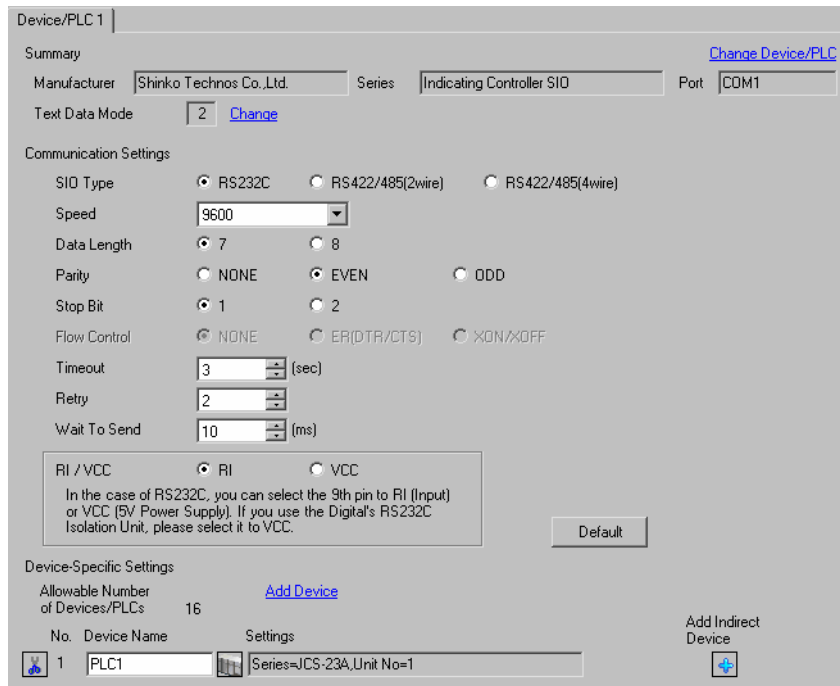 Device/PLC 1
Summary
Change Device/PLC
Manufacturer Shinko Technos Co.,Ltd. Series Indicating Controller SIO Port COM1
Text Data Mode 2 Change
Communication Settings
SIO Type RS232C RS422/485(2wire) RS422/485(4wire)
Speed 9600
Data Length 7 8
Parity NONE EVEN ODD
Stop Bit 1 2
Flow Control NONE ER(DTR/CTS) XON/XOFF
Timeout 3 (sec)
Retry 2
Wait To Send 10 (ms)
RI / VCC RI VCC
In the case of RS232C, you can select the 9th pin to RI (Input)
or VCC (5V Power Supply). If you use the Digital's RS232C
Isolation Unit, please select it to VCC.
Default
Device-Specific Settings
Allowable Number Add Device
of Devices/PLCs 16
Add Indirect
Device
No. Device Name Settings
1 PLC1 Series=JCS-23A,Unit No=1